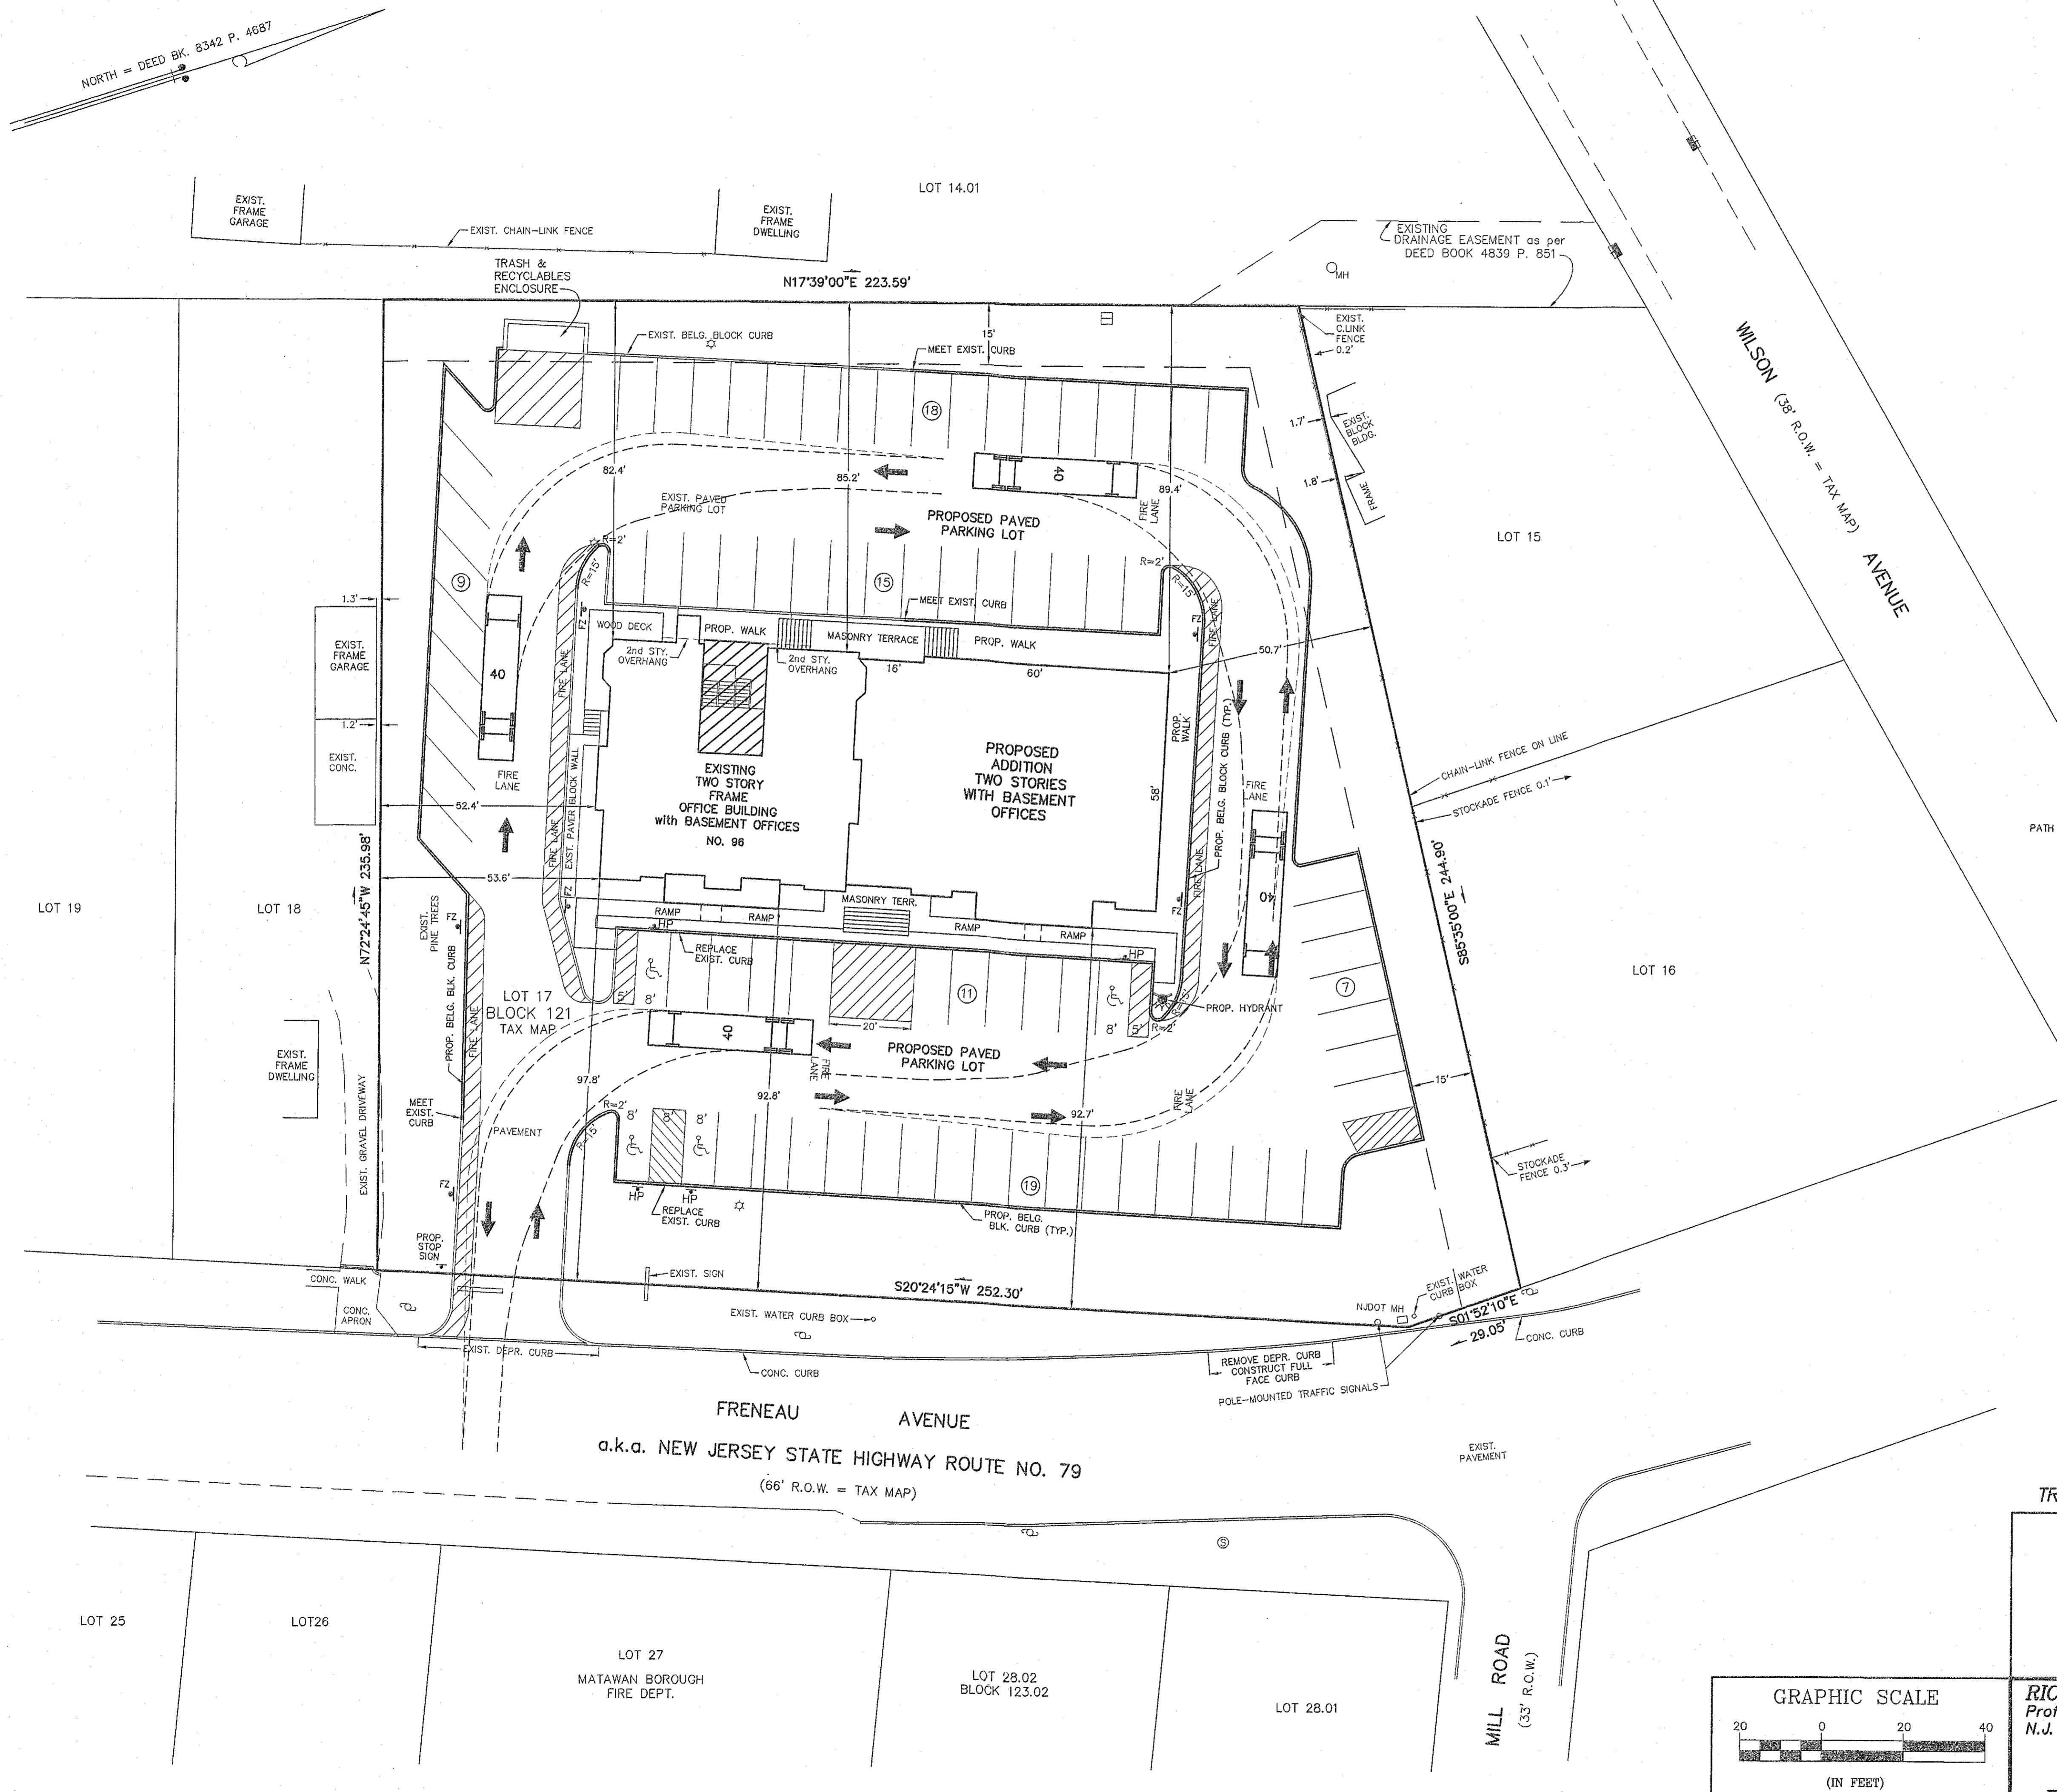 NORTH = DEED BK. 8342 P. 4687
LOT 14.01
EXIST.
FRAME
GARAGE
EXIST. CHAIN-LINK FENCE
EXIST.
FRAME
DWELLING
EXISTING
DRAINAGE EASEMENT as per
DEED BOOK 4839 P. 851
MH
TRASH &
RECYCLABLES
ENCLOSURE
N17°39'00"E 223.59'
EXIST.
C.LINK
FENCE
0.2'
WILSON (38' R.O.W. = TAX MAP) AVENUE
EXIST. BELG. BLOCK CURB
15'
MEET EXIST. CURB
18
1.7'
EXIST.
BLOCK
BLDG.
1.8'
FRAME
82.4'
85.2'
40
89.4'
FIRE
LANE
EXIST. PAVED
PARKING LOT
PROPOSED PAVED
PARKING LOT
LOT 15
R=2'
R=15'
9
15
R=2'
R=15'
MEET EXIST. CURB
1.3'
EXIST.
FRAME
GARAGE
FZ
WOOD DECK
PROP. WALK
MASONRY TERRACE
PROP. WALK
FZ
FIRE LANE
50.7'
2nd STY.
OVERHANG
2nd STY.
OVERHANG
16'
60'
40
FIRE LANE
1.2'
EXIST.
CONC.
FIRE
LANE
EXIST. PAVER BLOCK WALL
EXISTING
TWO STORY
FRAME
OFFICE BUILDING
with BASEMENT OFFICES
NO. 96
PROPOSED
ADDITION
TWO STORIES
WITH BASEMENT
OFFICES
58'
PROP.
WALK
PROP. BELG. BLOCK CURB (TYP.)
FIRE
LANE
CHAIN-LINK FENCE ON LINE
STOCKADE FENCE 0.1'
PATH
52.4'
FIRE LANE
53.6'
N72°24'45"W 235.98'
S85°35'00"E 244.90'
FIRE LANE
40
LOT 19
LOT 18
EXIST.
PINE TREES
FZ
FZ
RAMP
RAMP
MASONRY TERR.
RAMP
RAMP
FZ
HP
REPLACE
EXIST. CURB
HP
LOT 16
LOT 17
BLOCK 121
TAX MAP
5'
8'
11
20'
8'
5'
R=2'
PROP. HYDRANT
7
PROP. BELG. BLK. CURB
FIRE LANE
40
FIRE
LANE
PROPOSED PAVED
PARKING LOT
EXIST.
FRAME
DWELLING
EXIST. GRAVEL DRIVEWAY
97.8'
92.8'
92.7'
FIRE
LANE
15'
MEET
EXIST.
CURB
PAVEMENT
R=2'
R=15'
8'
8'
8'
STOCKADE
FENCE 0.3'
FZ
HP
HP
REPLACE
EXIST. CURB
19
PROP. BELG.
BLK. CURB (TYP.)
PROP.
STOP
SIGN
CONC. WALK
CONC.
APRON
EXIST. SIGN
S20°24'15"W 252.30'
EXIST. WATER CURB BOX
NJDOT MH
EXIST. WATER
CURB BOX
S01°52'10"E
29.05'
CONC. CURB
EXIST. DEPR. CURB
CONC. CURB
REMOVE DEPR. CURB
CONSTRUCT FULL
FACE CURB
POLE-MOUNTED TRAFFIC SIGNALS
FRENEAU AVENUE
a.k.a. NEW JERSEY STATE HIGHWAY ROUTE NO. 79
(66' R.O.W. = TAX MAP)
EXIST.
PAVEMENT
TR
S
LOT 25
LOT26
LOT 27
MATAWAN BOROUGH
FIRE DEPT.
LOT 28.02
BLOCK 123.02
LOT 28.01
MILL ROAD
(33' R.O.W.)
GRAPHIC SCALE
20 0 20 40
(IN FEET)
RIC
Prof
N.J.